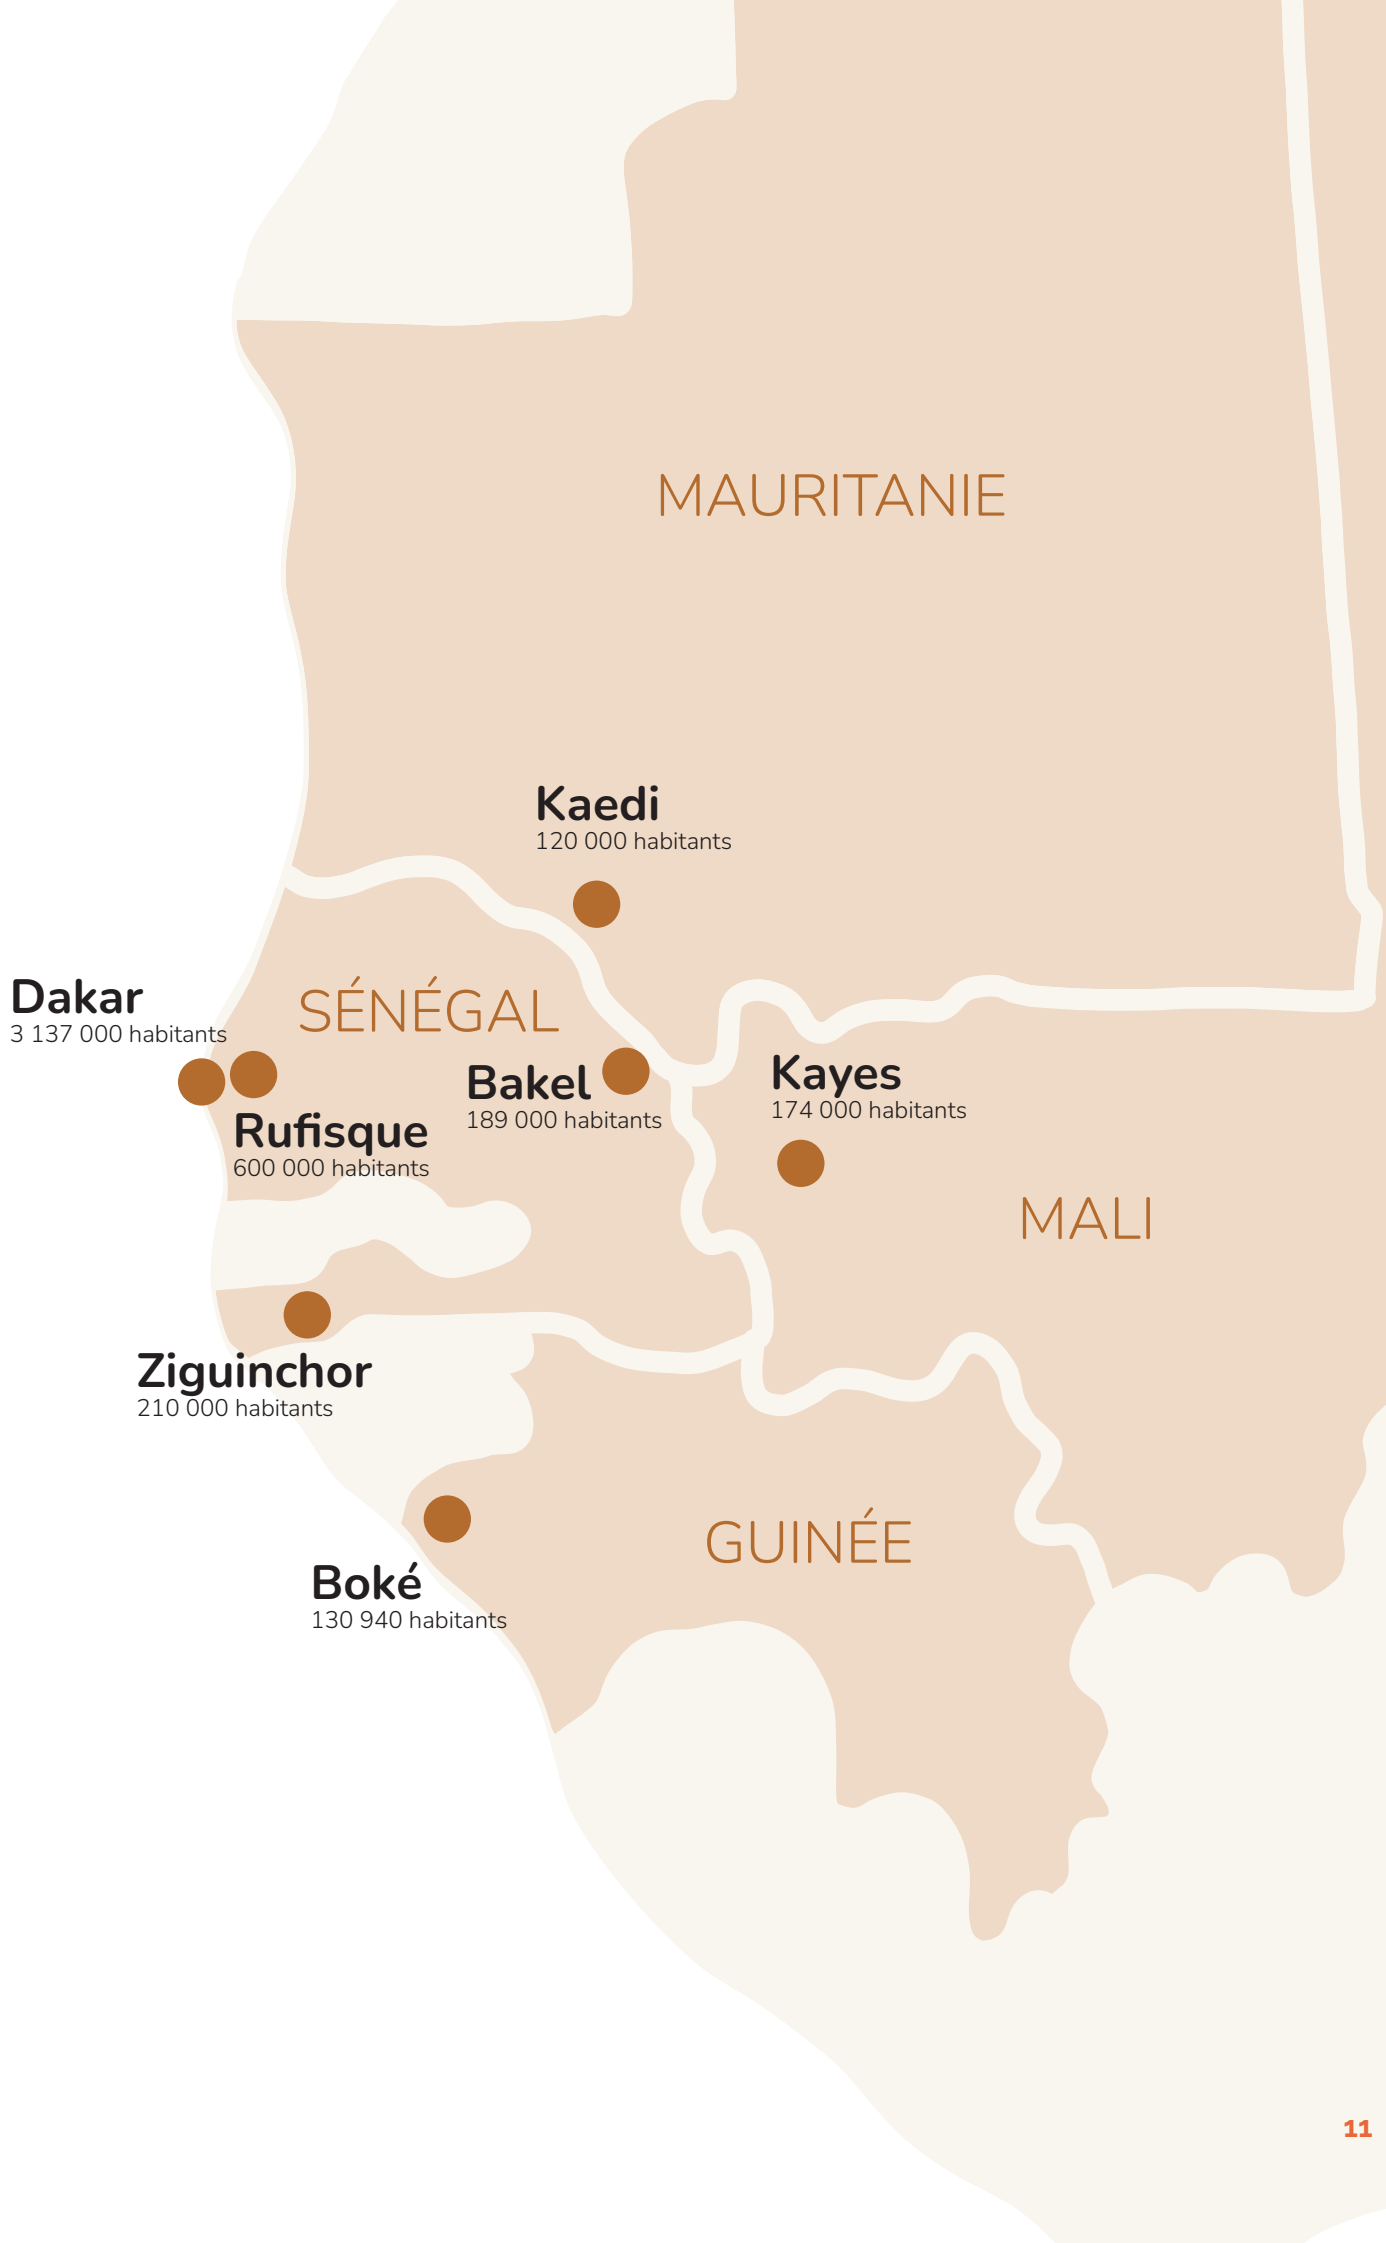 MAURITANIE
Kaedi
120 000 habitants
Dakar
3 137 000 habitants
SÉNÉGAL
Rufisque
600 000 habitants
Bakel
189 000 habitants
Kayes
174 000 habitants
MALI
Ziguinchor
210 000 habitants
GUINÉE
Boké
130 940 habitants
11